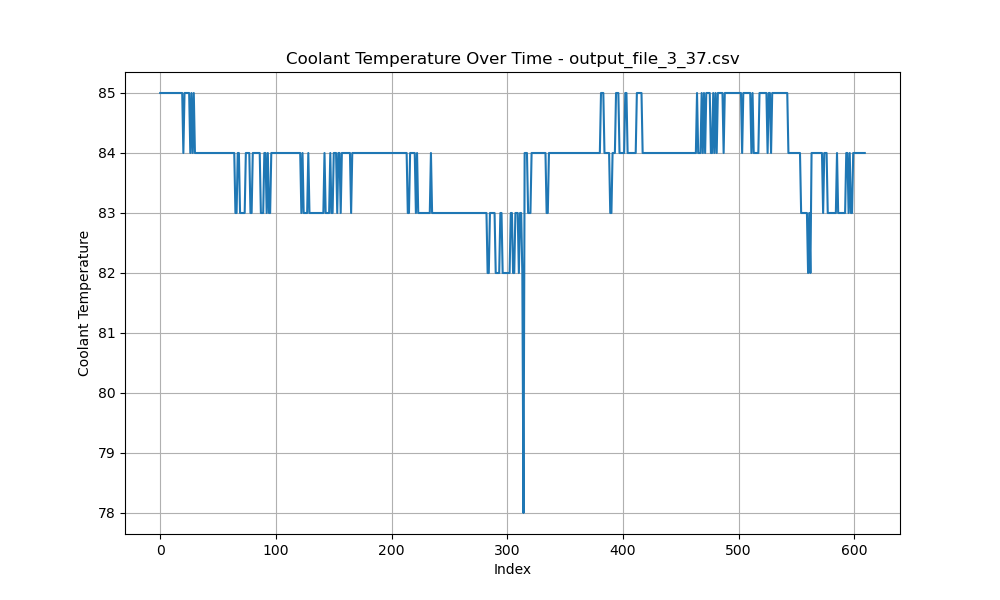 Coolant Temperature Over Time - output_file_3_37.csv
Coolant Temperature
85
84
83
82
81
80
79
78
0 100 200 300 400 500 600
Index